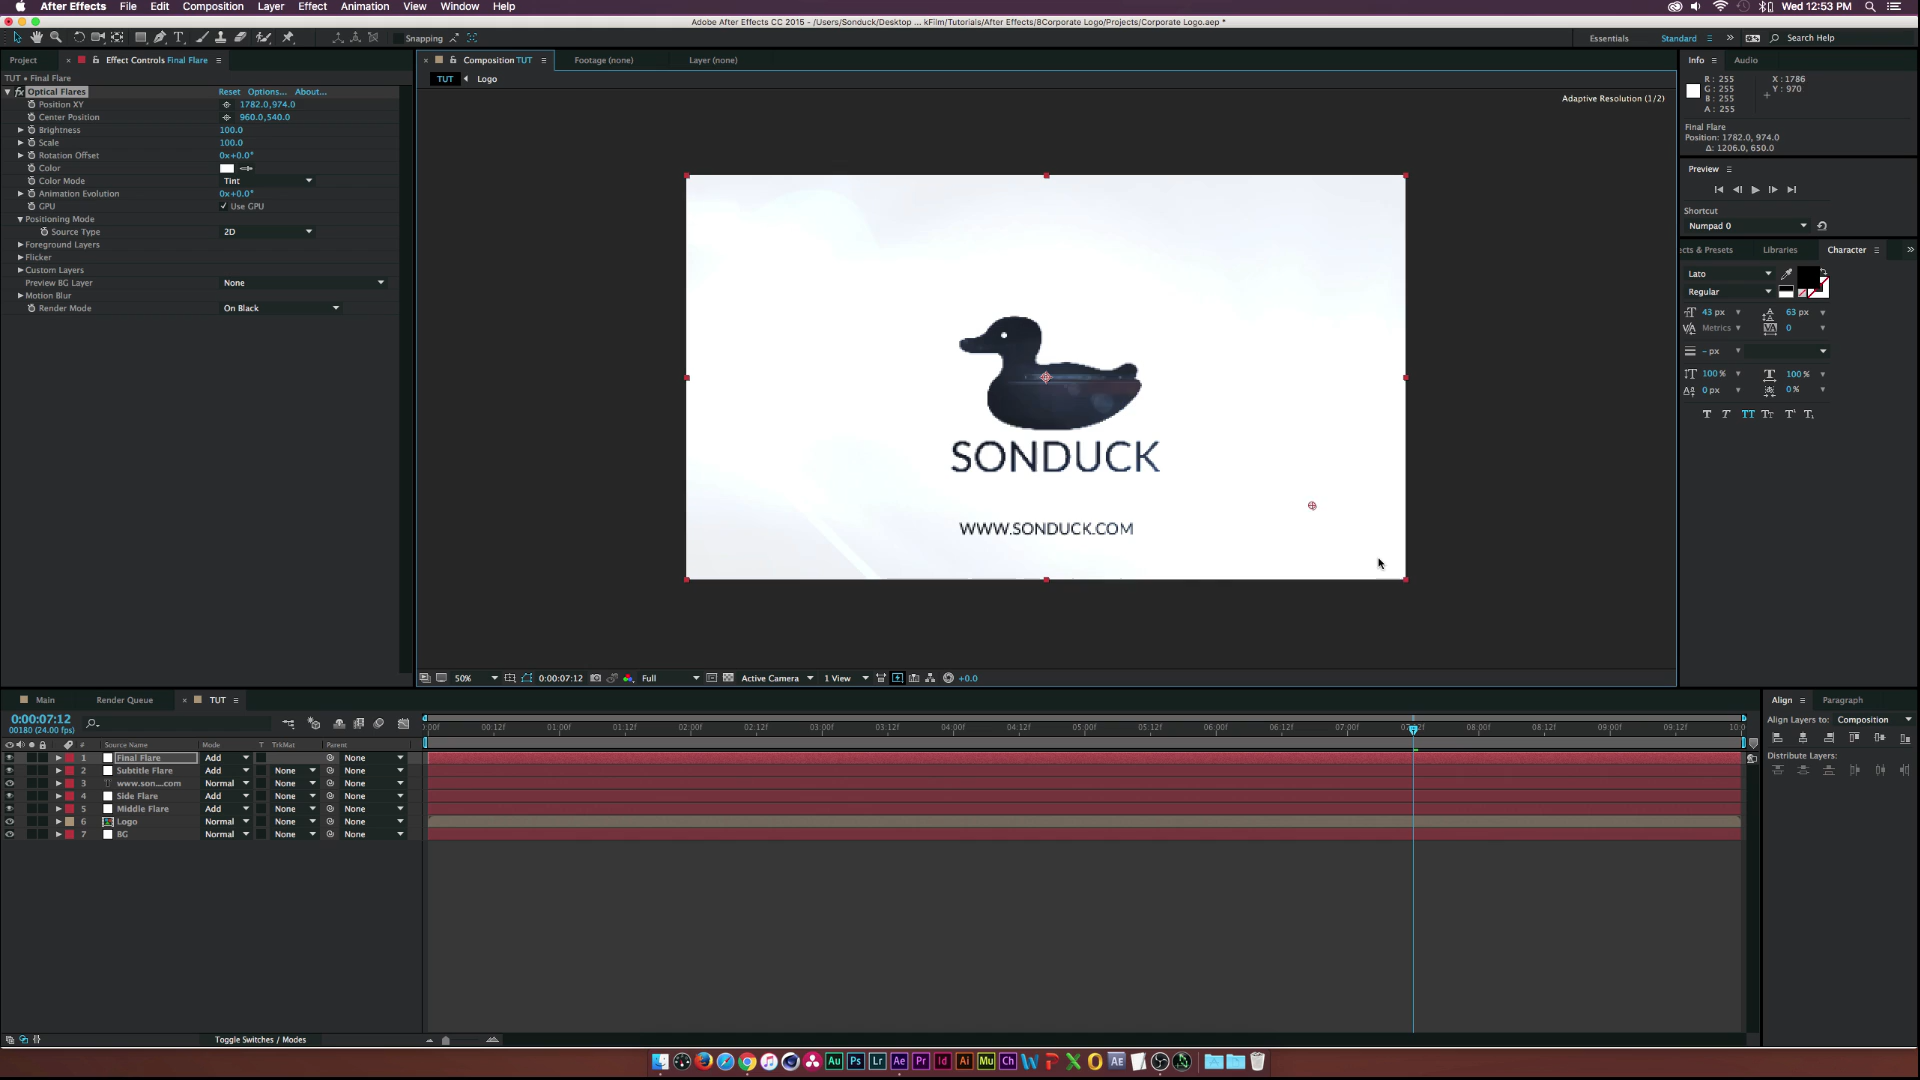 After Effects File Edit Composition Layer Effect Animation View Window Help Wed 12:53 PM
Adobe After Effects CC 2015 - /Users/Sonduck/Desktop ... kFilm/Tutorials/After Effects/8Corporate Logo/Projects/Corporate Logo.aep *
Snapping Essentials Standard Search Help
Project Effect Controls Final Flare Composition TUT Footage (none) Layer (none) Info Audio
TUT • Final Flare
TUT Logo
R : 255 X : 1786
G : 255 Y : 970
B : 255
A : 255
Optical Flares Reset Options... About...
Adaptive Resolution (1/2)
Position XY 1782.0,974.0
Center Position 960.0,540.0
Brightness 100.0
Scale 100.0
Rotation Offset 0x+0.0°
Color
Color Mode Tint
Animation Evolution 0x+0.0°
GPU Use GPU
Positioning Mode
Source Type 2D
Foreground Layers
Flicker
Custom Layers
Preview BG Layer None
Motion Blur
Render Mode On Black
Final Flare
Position: 1782.0, 974.0
Δ: 1206.0, 650.0
Preview
Shortcut
Numpad 0
cts & Presets Libraries Character
Lato
Regular
43 px 63 px
Metrics 0
- px
100 % 100 %
0 px 0 %
SONDUCK
WWW.SONDUCK.COM
50% 0:00:07:12 Full Active Camera 1 View +0.0
Main Render Queue TUT
0:00:07:12
00180 (24.00 fps)
:00f 00:12f 01:00f 01:12f 02:00f 02:12f 03:00f 03:12f 04:00f 04:12f 05:00f 05:12f 06:00f 06:12f 07:00f 08:00f 08:12f 09:00f 09:12f
# Source Name Mode T TrkMat Parent
1 Final Flare Add None
2 Subtitle Flare Add None None
3 www.son....com Normal None None
4 Side Flare Add None None
5 Middle Flare Add None None
6 Logo Normal None None
7 BG Normal None None
Toggle Switches / Modes
Align Paragraph
Align Layers to: Composition
Distribute Layers:
Au Ps Lr Ae Pr Id Ai Mu Ch AE